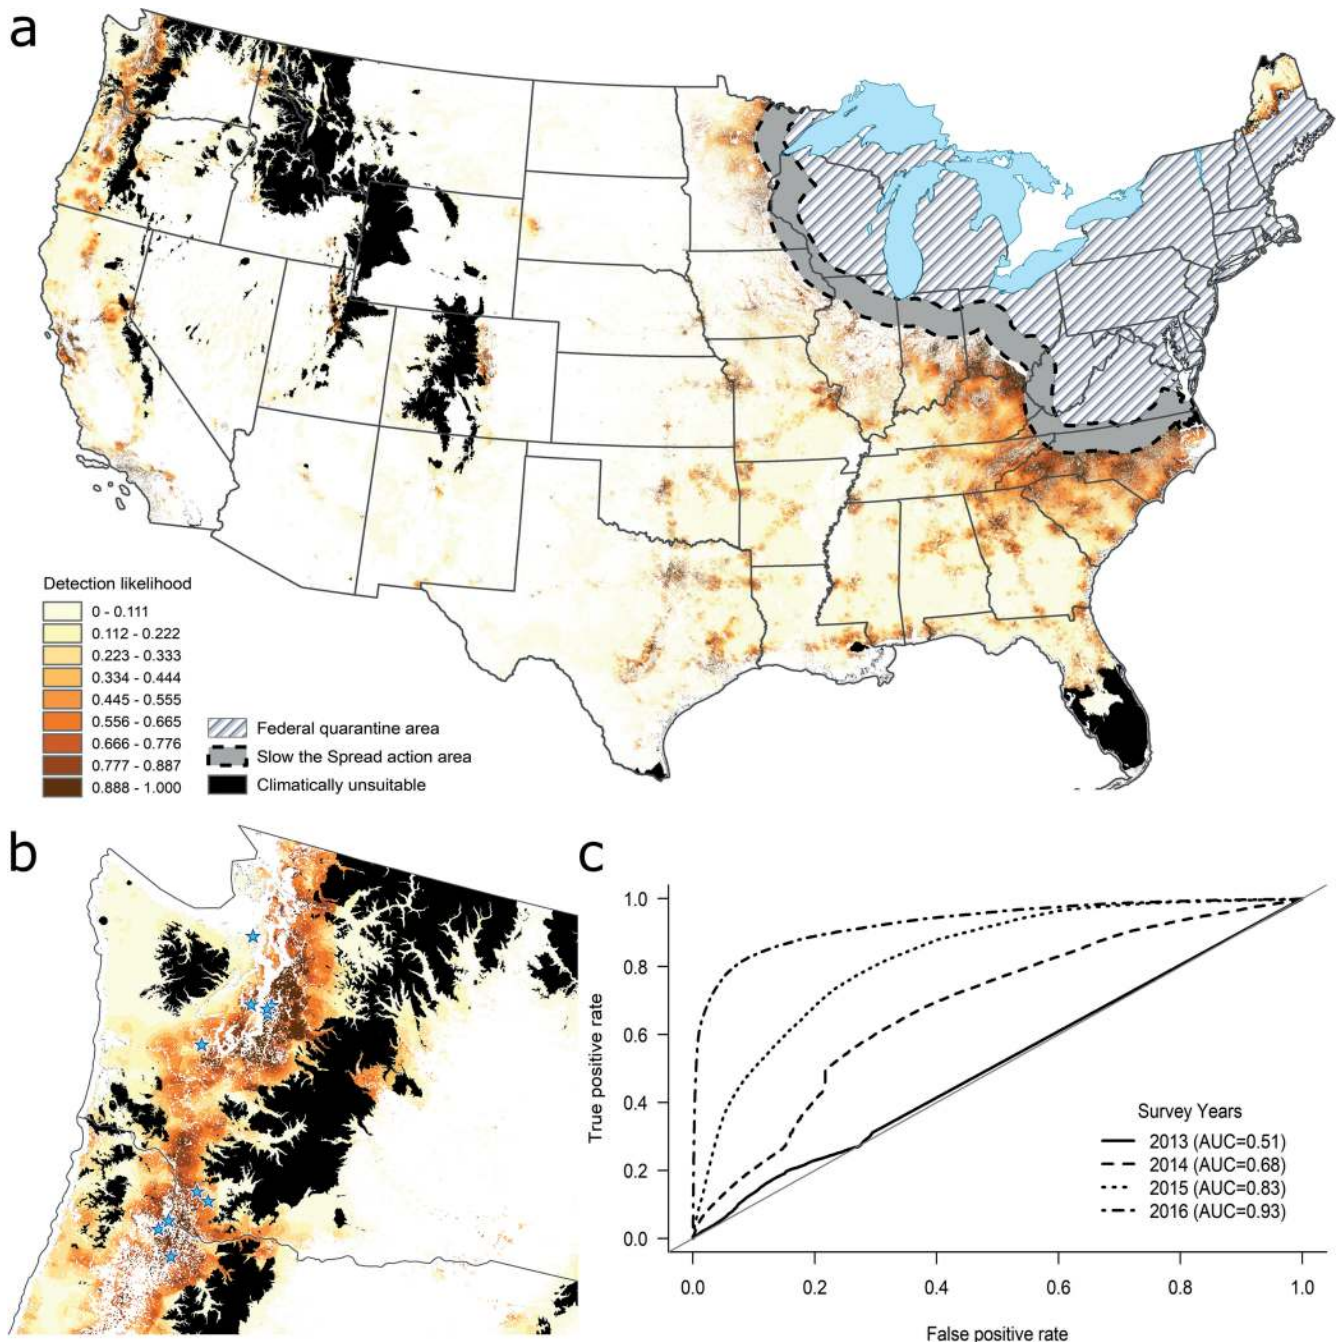 a
Detection likelihood
0 - 0.111
0.112 - 0.222
0.223 - 0.333
0.334 - 0.444
0.445 - 0.555
0.556 - 0.665
0.666 - 0.776
0.777 - 0.887
0.888 - 1.000
Federal quarantine area
Slow the Spread action area
Climatically unsuitable
b
c
1.0
0.8
0.6
0.4
0.2
0.0
True positive rate
Survey Years
2013 (AUC=0.51)
2014 (AUC=0.68)
2015 (AUC=0.83)
2016 (AUC=0.93)
0.0 0.2 0.4 0.6 0.8 1.0
False positive rate